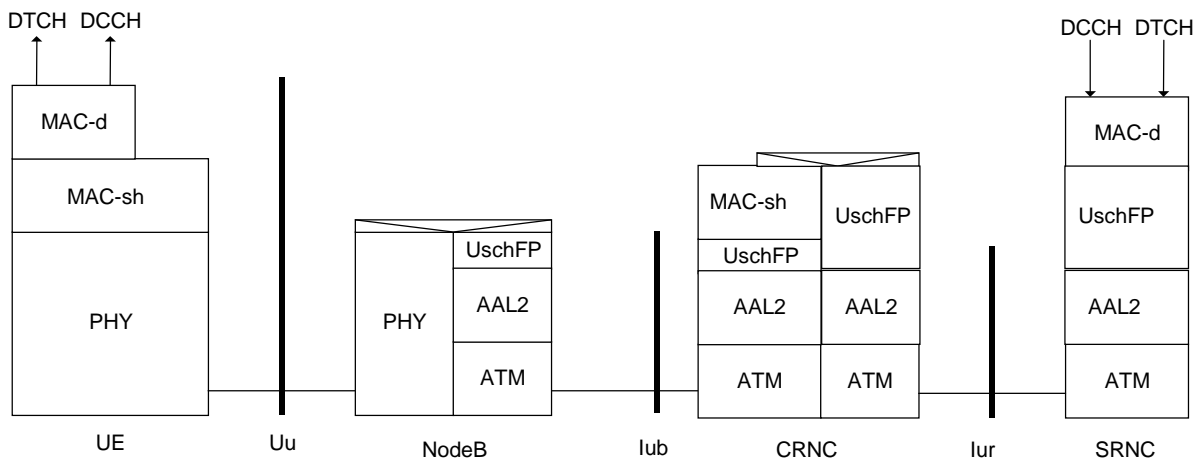 DTCH DCCH
DCCH DTCH
MAC-d
MAC-d
MAC-sh
MAC-sh
UschFP
UschFP
UschFP
UschFP
PHY
PHY
AAL2
AAL2
AAL2
AAL2
ATM
ATM
ATM
ATM
UE
Uu
NodeB
Iub
CRNC
Iur
SRNC